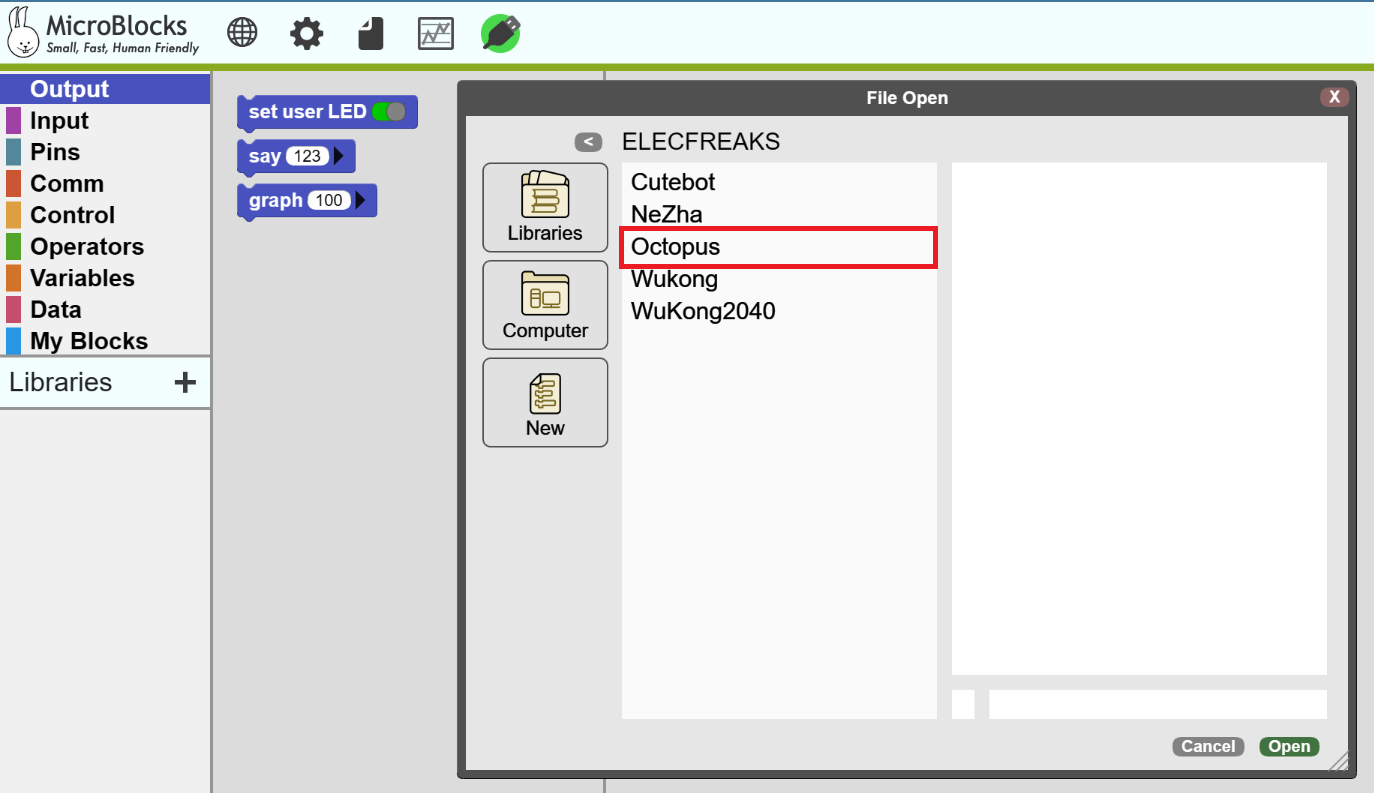 MicroBlocks
Small, Fast, Human Friendly
Output
Input
Pins
Comm
Control
Operators
Variables
Data
My Blocks
Libraries +
set user LED
say 123
graph 100
File Open
X
< ELECFREAKS
Libraries
Computer
New
Cutebot
NeZha
Octopus
Wukong
WuKong2040
Cancel Open